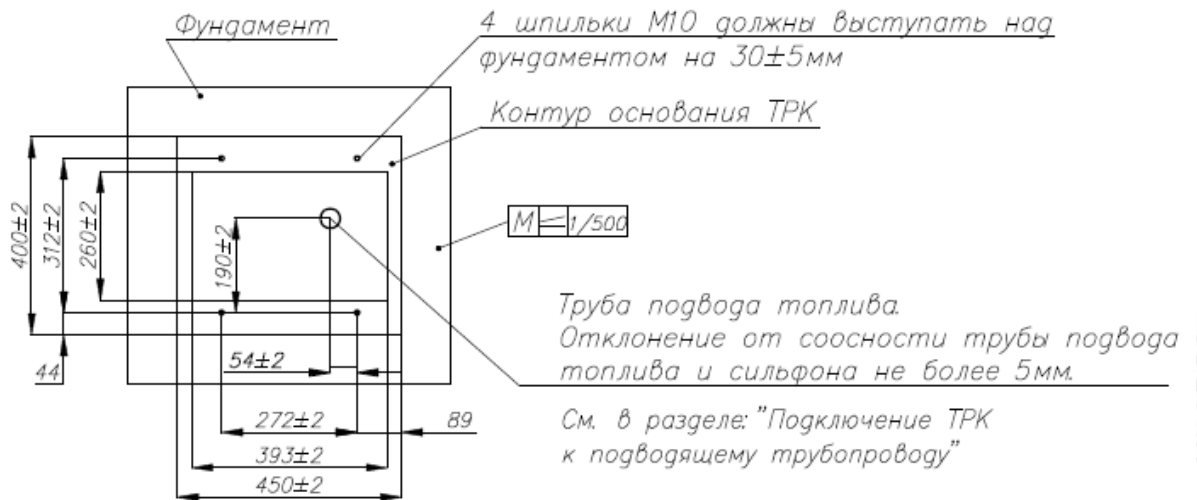 Фундамент
4 шпильки М10 должны выступать над
фундаментом на 30±5мм
Контур основания ТРК
400±2
312±2
260±2
190±2
М 1/500
Труба подвода топлива.
Отклонение от соосности трубы подвода
топлива и сильфона не более 5мм.
44
54±2
272±2
89
См. в разделе: "Подключение ТРК
к подводящему трубопроводу"
393±2
450±2